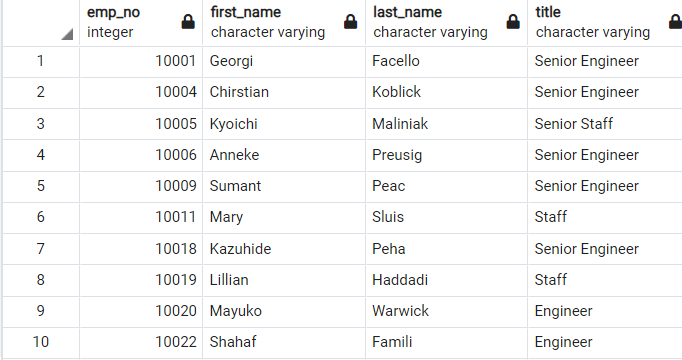 emp_no first_name last_name title
integer character varying character varying character varying
1 10001 Georgi Facello Senior Engineer
2 10004 Chirstian Koblick Senior Engineer
3 10005 Kyoichi Maliniak Senior Staff
4 10006 Anneke Preusig Senior Engineer
5 10009 Sumant Peac Senior Engineer
6 10011 Mary Sluis Staff
7 10018 Kazuhide Peha Senior Engineer
8 10019 Lillian Haddadi Staff
9 10020 Mayuko Warwick Engineer
10 10022 Shahaf Famili Engineer